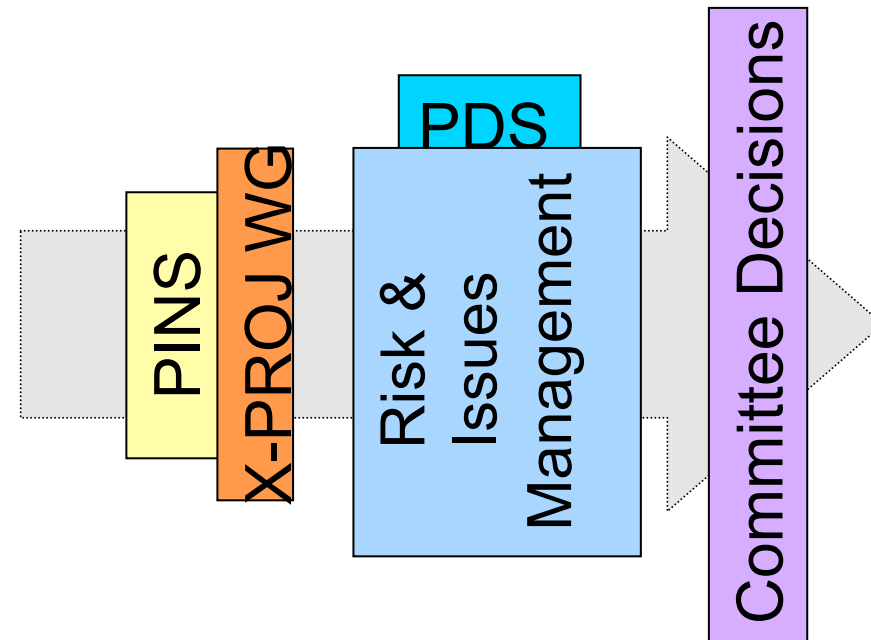 PINS
X-PROJ WG
PDS
Risk &
Issues
Management
Committee Decisions